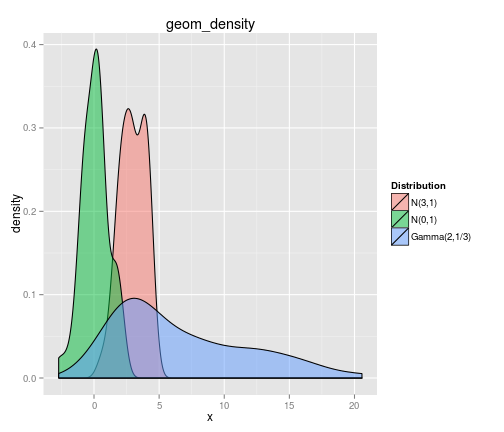 geom_density
0.4
0.3
0.2
0.1
0.0
density
0 5 10 15 20
x
Distribution
N(3,1)
N(0,1)
Gamma(2,1/3)